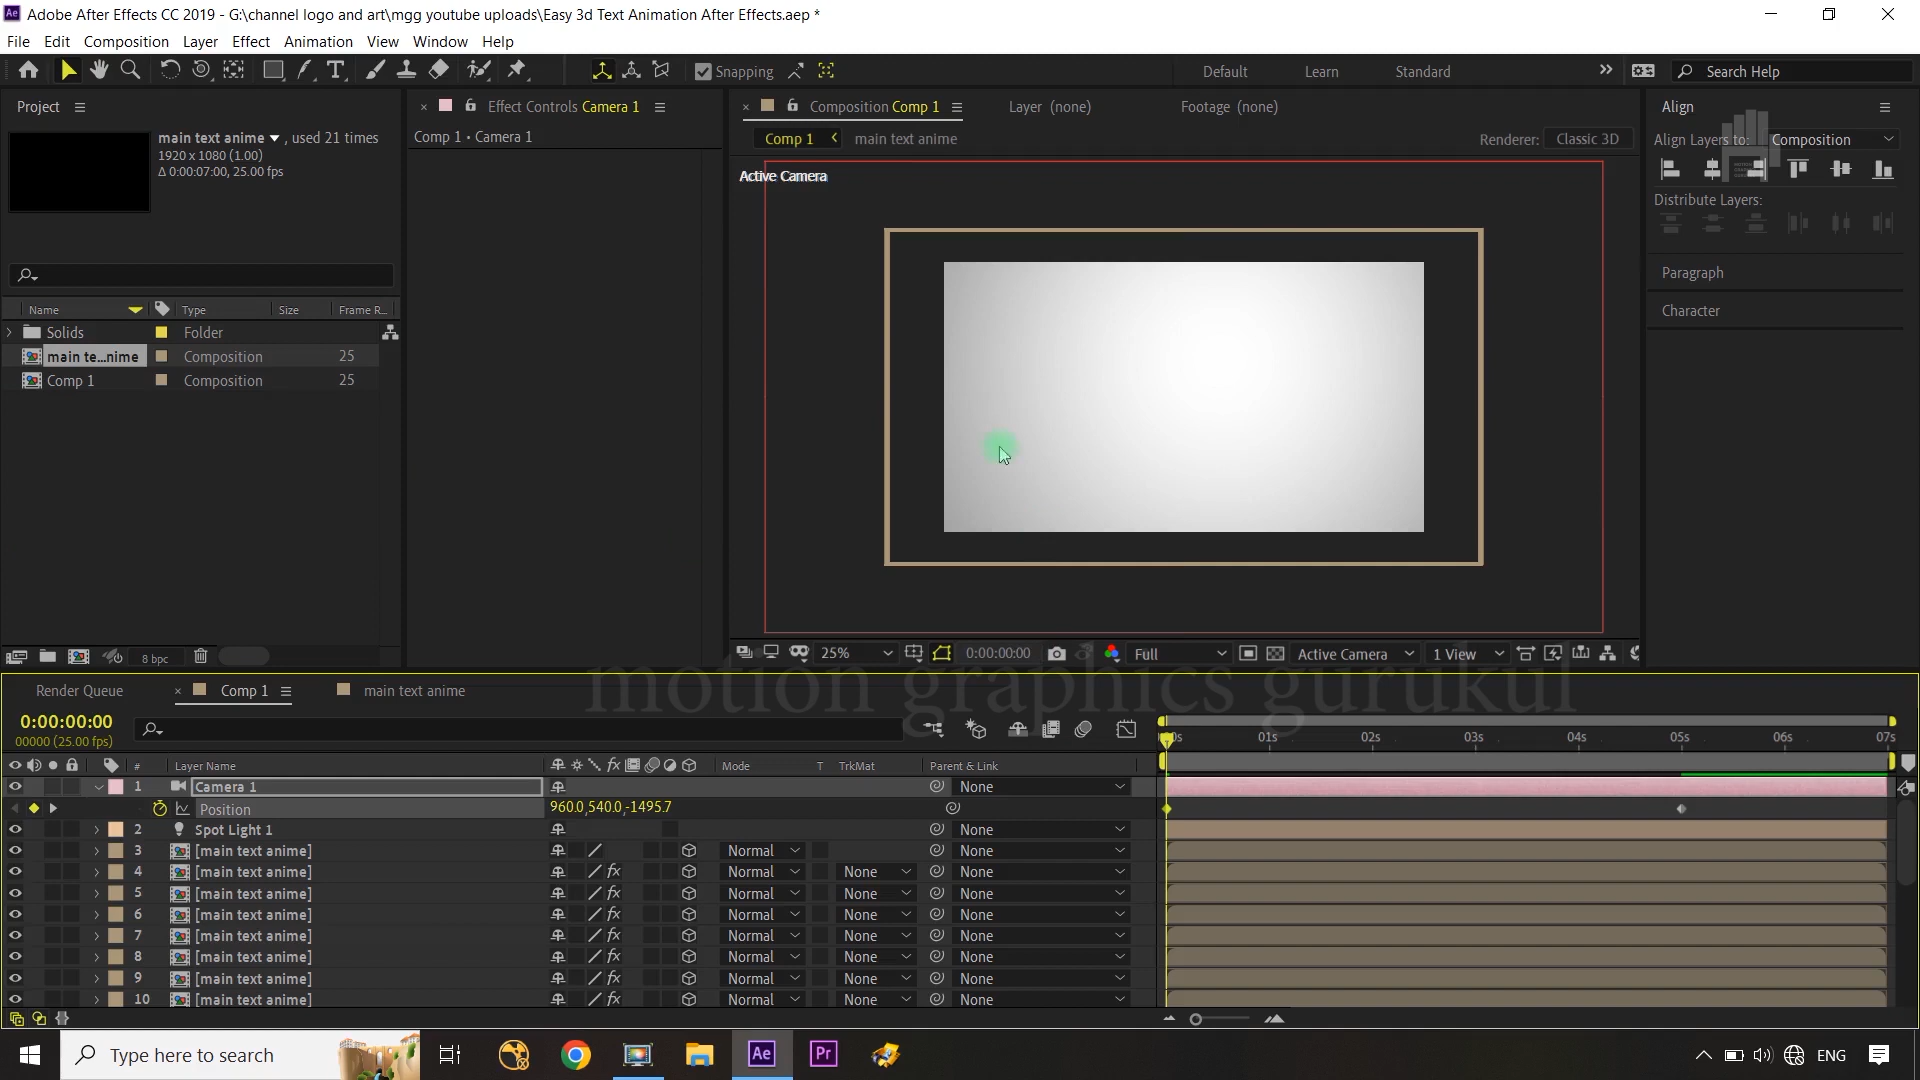 Adobe After Effects CC 2019 - G:\channel logo and art\mgg youtube uploads\Easy 3d Text Animation After Effects.aep *
File Edit Composition Layer Effect Animation View Window Help
Snapping Default Learn Standard Search Help
Project
main text anime , used 21 times
1920 x 1080 (1.00)
Δ 0:00:07:00, 25.00 fps
Name Type Size Frame R...
Solids Folder
main te...nime Composition 25
Comp 1 Composition 25
8 bpc
Effect Controls Camera 1
Comp 1 • Camera 1
Composition Comp 1 Layer (none) Footage (none)
Comp 1 main text anime Renderer: Classic 3D
Active Camera
25% 0:00:00:00 Full Active Camera 1 View
Align
Align Layers to: Composition
Distribute Layers:
Paragraph
Character
motion graphics gurukul
Render Queue Comp 1 main text anime
0:00:00:00
00000 (25.00 fps)
00s 01s 02s 03s 04s 05s 06s 07s
# Layer Name fx Mode T TrkMat Parent & Link
1 Camera 1 None
Position 960.0,540.0,-1495.7
2 Spot Light 1 None
3 [main text anime] Normal None
4 [main text anime] fx Normal None None
5 [main text anime] fx Normal None None
6 [main text anime] fx Normal None None
7 [main text anime] fx Normal None None
8 [main text anime] fx Normal None None
9 [main text anime] fx Normal None None
10 [main text anime] fx Normal None None
Type here to search Ae Pr ENG